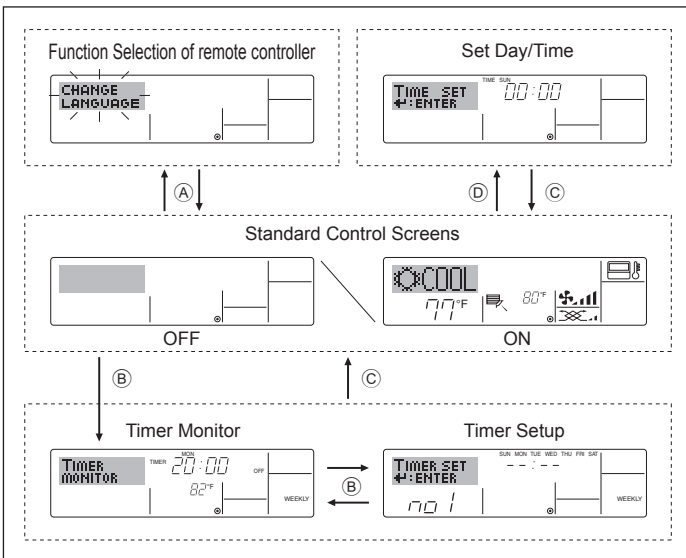 Function Selection of remote controller
CHANGE
LANGUAGE
Set Day/Time
TIME SUN
TIME SET 00:00
↵:ENTER
Ⓐ
Ⓓ
Ⓒ
Standard Control Screens
COOL
77°F
80°F
OFF
ON
Ⓑ
Ⓒ
Timer Monitor
MON
TIMER
MONITOR
TIMER 20:00 OFF
82°F
WEEKLY
Ⓑ
Timer Setup
SUN MON TUE WED THU FRI SAT
TIMER SET --:--
↵:ENTER
no 1
WEEKLY